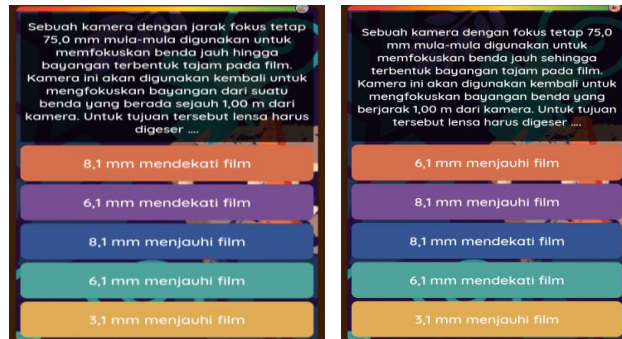 Sebuah kamera dengan jarak fokus tetap
75,0 mm mula-mula digunakan untuk
memfokuskan benda jauh hingga
bayangan terbentuk tajam pada film.
Kamera ini akan digunakan kembali untuk
mengfokuskan bayangan dari suatu
benda yang berada sejauh 1,00 m dari
kamera. Untuk tujuan tersebut lensa harus
digeser ....
8,1 mm mendekati film
6,1 mm mendekati film
8,1 mm menjauhi film
6,1 mm menjauhi film
3,1 mm menjauhi film
Sebuah kamera dengan fokus tetap 75,0
mm mula-mula digunakan untuk
memfokuskan benda jauh sehingga
terbentuk bayangan tajam pada film.
Kamera ini akan digunakan kembali untuk
mengfokuskan bayangan benda yang
berjarak 1,00 m dari kamera. Untuk tujuan
tersebut lensa harus digeser ....
6,1 mm menjauhi film
8,1 mm menjauhi film
8,1 mm mendekati film
6,1 mm mendekati film
3,1 mm menjauhi film